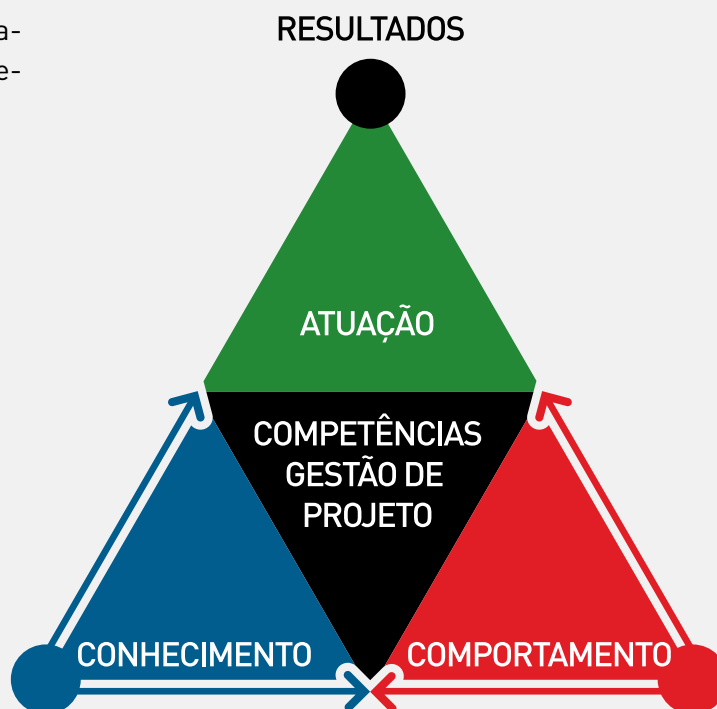 a-
e-
RESULTADOS
ATUAÇÃO
COMPETÊNCIAS
GESTÃO DE
PROJETO
CONHECIMENTO
COMPORTAMENTO